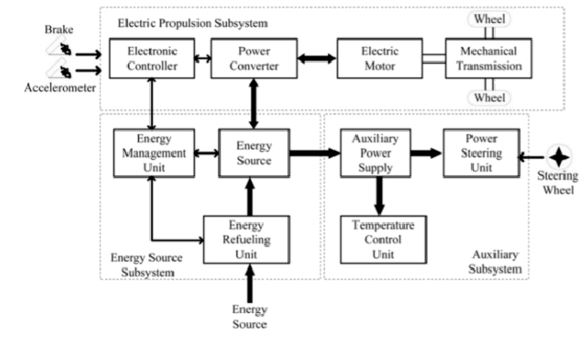 Electric Propulsion Subsystem
Wheel
Brake
Accelerometer
Electronic
Controller
Power
Converter
Electric
Motor
Mechanical
Transmission
Wheel
Energy
Management
Unit
Energy
Source
Auxiliary
Power
Supply
Power
Steering
Unit
Steering
Wheel
Energy
Refueling
Unit
Temperature
Control
Unit
Energy Source
Subsystem
Auxiliary
Subsystem
Energy
Source